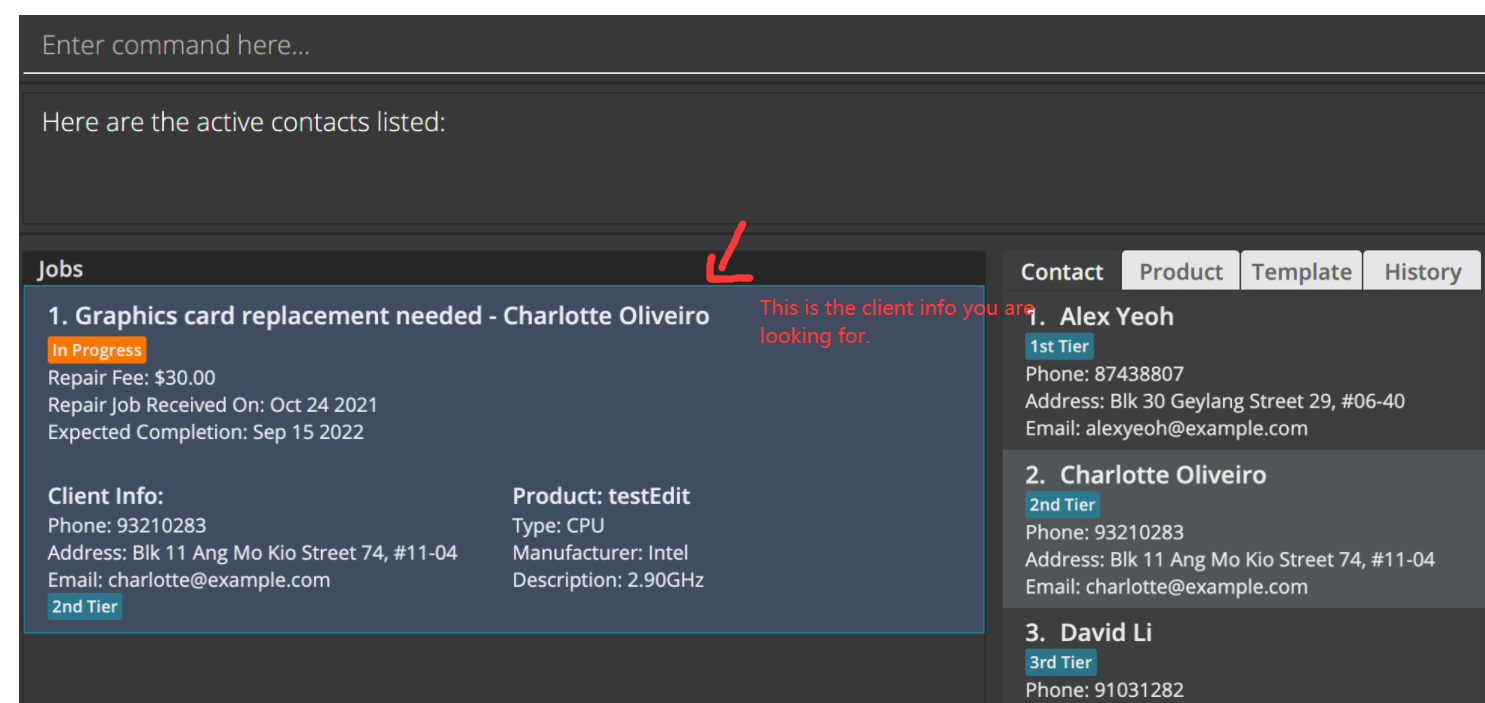 Enter command here...
Here are the active contacts listed:
Jobs
1. Graphics card replacement needed - Charlotte Oliveiro
In Progress
Repair Fee: $30.00
Repair Job Received On: Oct 24 2021
Expected Completion: Sep 15 2022
Client Info:
Phone: 93210283
Address: Blk 11 Ang Mo Kio Street 74, #11-04
Email: charlotte@example.com
2nd Tier
Product: testEdit
Type: CPU
Manufacturer: Intel
Description: 2.90GHz
This is the client info you are
looking for.
Contact Product Template History
1. Alex Yeoh
1st Tier
Phone: 87438807
Address: Blk 30 Geylang Street 29, #06-40
Email: alexyeoh@example.com
2. Charlotte Oliveiro
2nd Tier
Phone: 93210283
Address: Blk 11 Ang Mo Kio Street 74, #11-04
Email: charlotte@example.com
3. David Li
3rd Tier
Phone: 91031282